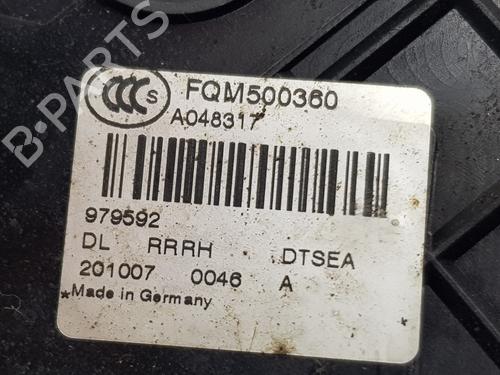 B-PARTS
CCC S
FQM500360
A048317
979592
DL RRRH DTSEA
201007 0046 A
*Made in Germany